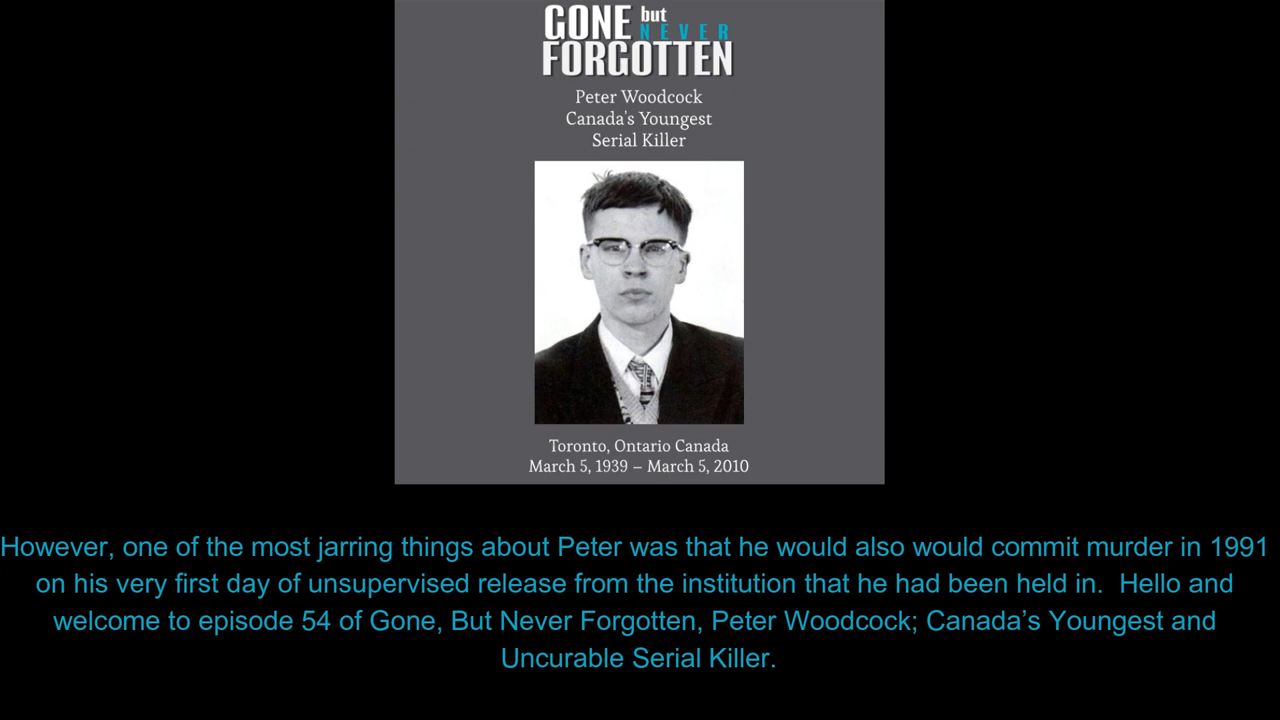 GONE but
NEVER
FORGOTTEN
Peter Woodcock
Canada's Youngest
Serial Killer
Toronto, Ontario Canada
March 5, 1939 – March 5, 2010
However, one of the most jarring things about Peter was that he would also would commit murder in 1991
on his very first day of unsupervised release from the institution that he had been held in.  Hello and
welcome to episode 54 of Gone, But Never Forgotten, Peter Woodcock; Canada’s Youngest and
Uncurable Serial Killer.